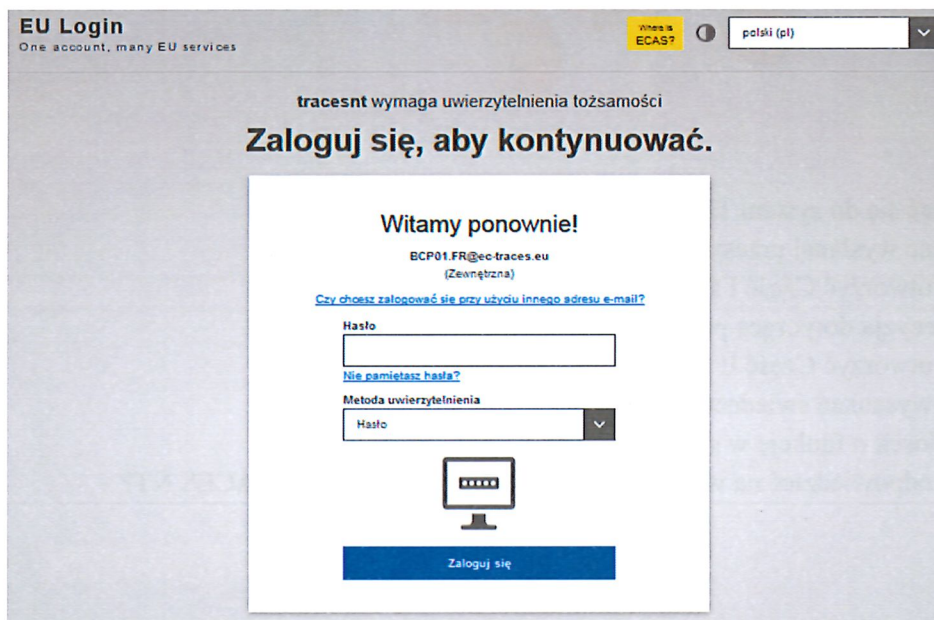 EU Login
One account, many EU services
Where is
ECAS?
polski (pl)
tracesnt wymaga uwierzytelnienia tożsamości
Zaloguj się, aby kontynuować.
Witamy ponownie!
BCP01.FR@ec-traces.eu
(Zewnętrzna)
Czy chcesz zalogować się przy użyciu innego adresu e-mail?
Hasło
Nie pamiętasz hasła?
Metoda uwierzytelnienia
Hasło
Zaloguj się